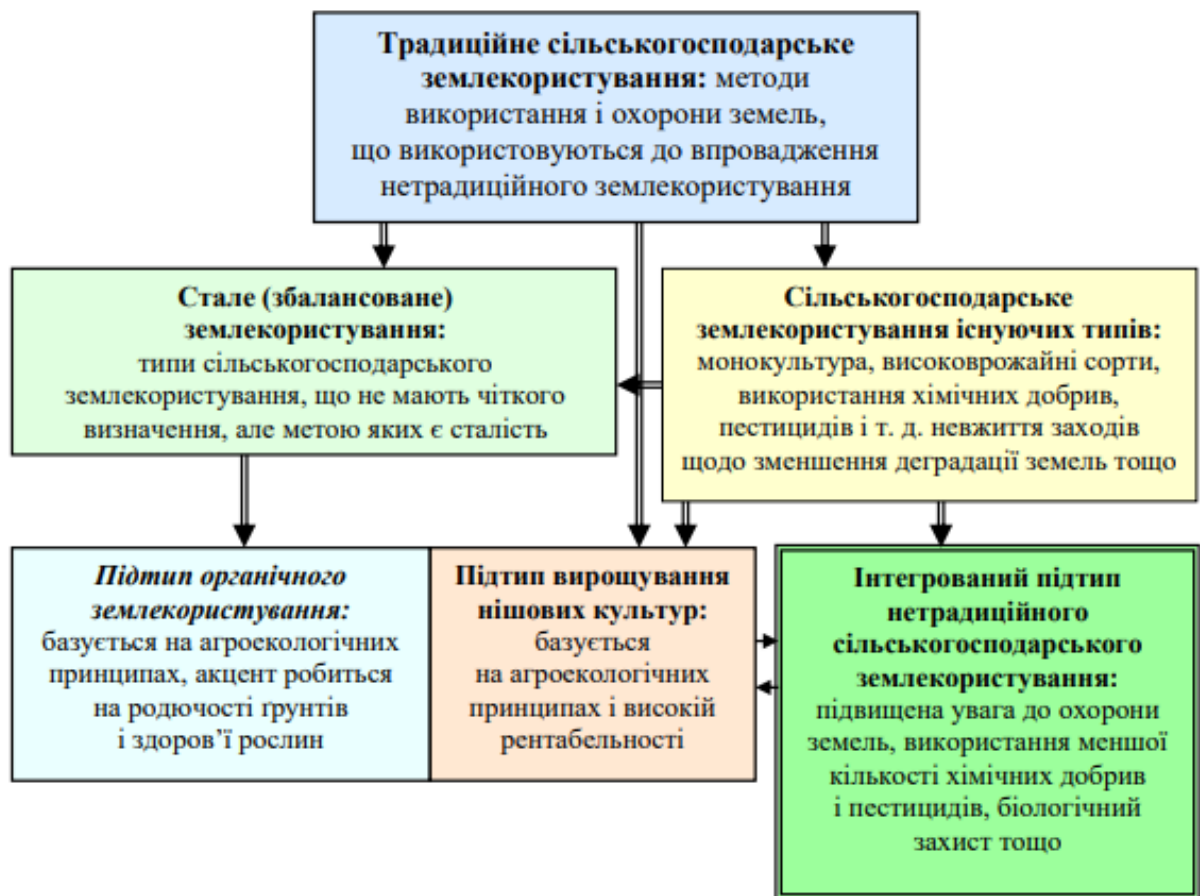 Традиційне сільськогосподарське
землекористування: методи
використання і охорони земель,
що використовуються до впровадження
нетрадиційного землекористування
Стале (збалансоване)
землекористування:
типи сільськогосподарського
землекористування, що не мають чіткого
визначення, але метою яких є сталість
Сільськогосподарське
землекористування існуючих типів:
монокультура, високоврожайні сорти,
використання хімічних добрив,
пестицидів і т. д. невжиття заходів
щодо зменшення деградації земель тощо
Підтип органічного
землекористування:
базується на агроекологічних
принципах, акцент робиться
на родючості ґрунтів
і здоров’ї рослин
Підтип вирощування
нішових культур:
базується
на агроекологічних
принципах і високій
рентабельності
Інтегрований підтип
нетрадиційного
сільськогосподарського
землекористування:
підвищена увага до охорони
земель, використання меншої
кількості хімічних добрив
і пестицидів, біологічний
захист тощо